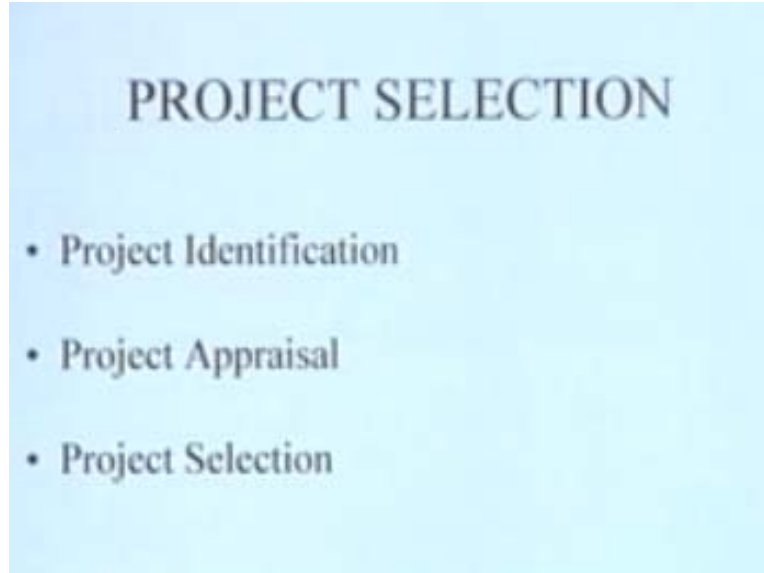 PROJECT SELECTION
• Project Identification
• Project Appraisal
• Project Selection